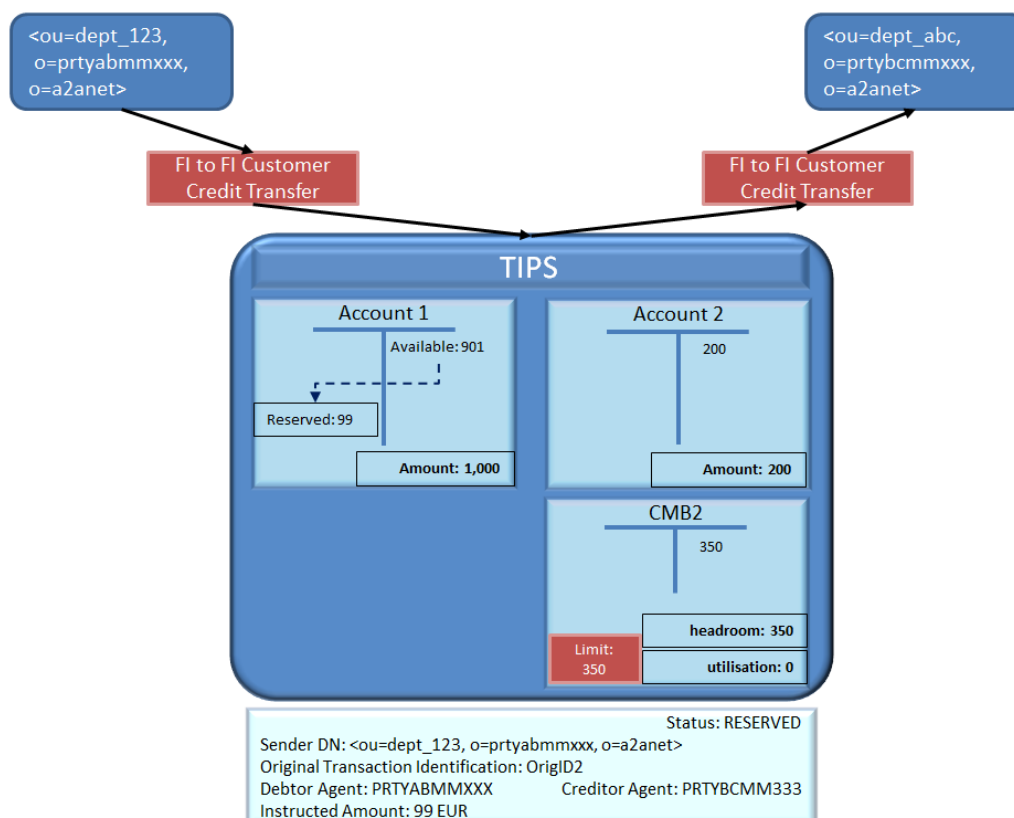 <ou=dept_123,
o=prtyabmmxxx,
o=a2anet>
<ou=dept_abc,
o=prtybcmmxxx,
o=a2anet>
FI to FI Customer
Credit Transfer
FI to FI Customer
Credit Transfer
TIPS
Account 1
Available: 901
Reserved: 99
Amount: 1,000
Account 2
200
Amount: 200
CMB2
350
headroom: 350
Limit:
350
utilisation: 0
Status: RESERVED
Sender DN: <ou=dept_123, o=prtyabmmxxx, o=a2anet>
Original Transaction Identification: OrigID2
Debtor Agent: PRTYABMMXXX Creditor Agent: PRTYBCMM333
Instructed Amount: 99 EUR